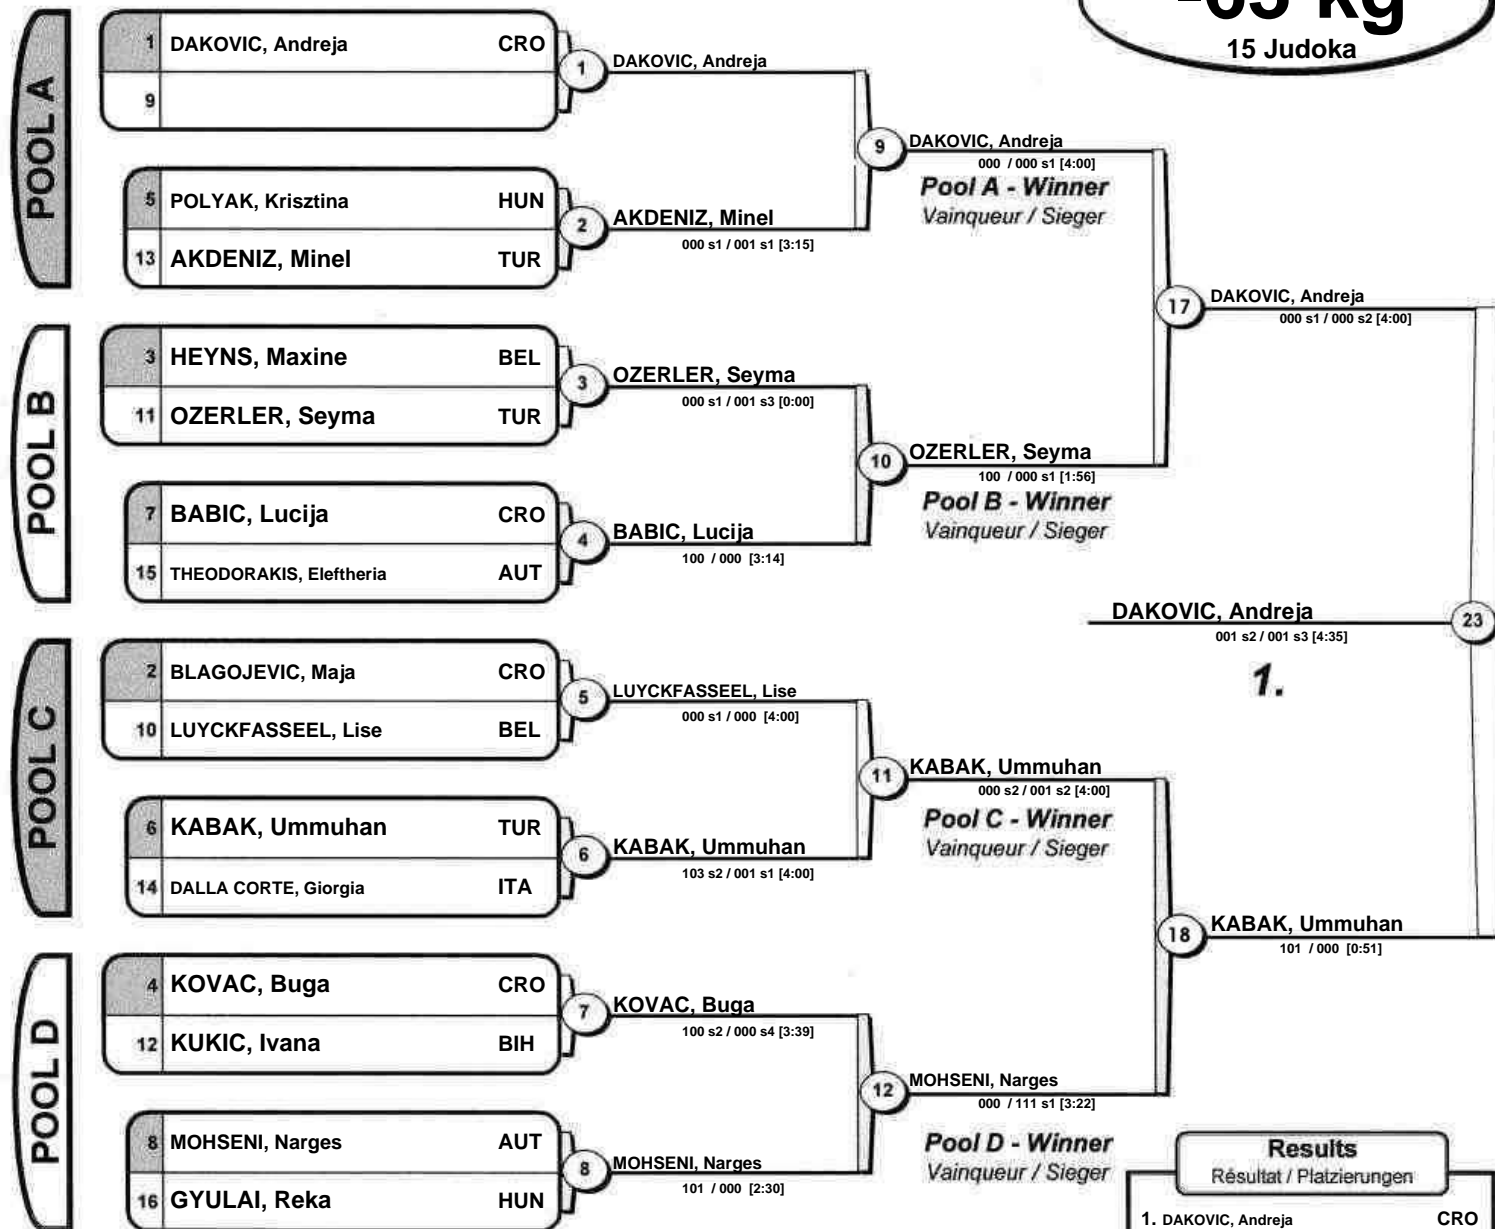 -63 kg
15 Judoka
POOL A
1 DAKOVIC, Andreja CRO
9
1 DAKOVIC, Andreja
5 POLYAK, Krisztina HUN
13 AKDENIZ, Minel TUR
2 AKDENIZ, Minel
000 s1 / 001 s1 [3:15]
9 DAKOVIC, Andreja
000 / 000 s1 [4:00]
Pool A - Winner
Vainqueur / Sieger
POOL B
3 HEYNS, Maxine BEL
11 OZERLER, Seyma TUR
3 OZERLER, Seyma
000 s1 / 001 s3 [0:00]
7 BABIC, Lucija CRO
15 THEODORAKIS, Eleftheria AUT
4 BABIC, Lucija
100 / 000 [3:14]
10 OZERLER, Seyma
100 / 000 s1 [1:56]
Pool B - Winner
Vainqueur / Sieger
17 DAKOVIC, Andreja
000 s1 / 000 s2 [4:00]
DAKOVIC, Andreja 23
001 s2 / 001 s3 [4:35]
1.
POOL C
2 BLAGOJEVIC, Maja CRO
10 LUYCKFASSEEL, Lise BEL
5 LUYCKFASSEEL, Lise
000 s1 / 000 [4:00]
6 KABAK, Ummuhan TUR
14 DALLA CORTE, Giorgia ITA
6 KABAK, Ummuhan
103 s2 / 001 s1 [4:00]
11 KABAK, Ummuhan
000 s2 / 001 s2 [4:00]
Pool C - Winner
Vainqueur / Sieger
POOL D
4 KOVAC, Buga CRO
12 KUKIC, Ivana BIH
7 KOVAC, Buga
100 s2 / 000 s4 [3:39]
8 MOHSENI, Narges AUT
16 GYULAI, Reka HUN
8 MOHSENI, Narges
101 / 000 [2:30]
12 MOHSENI, Narges
000 / 111 s1 [3:22]
Pool D - Winner
Vainqueur / Sieger
18 KABAK, Ummuhan
101 / 000 [0:51]
Results
Résultat / Platzierungen
1. DAKOVIC, Andreja CRO